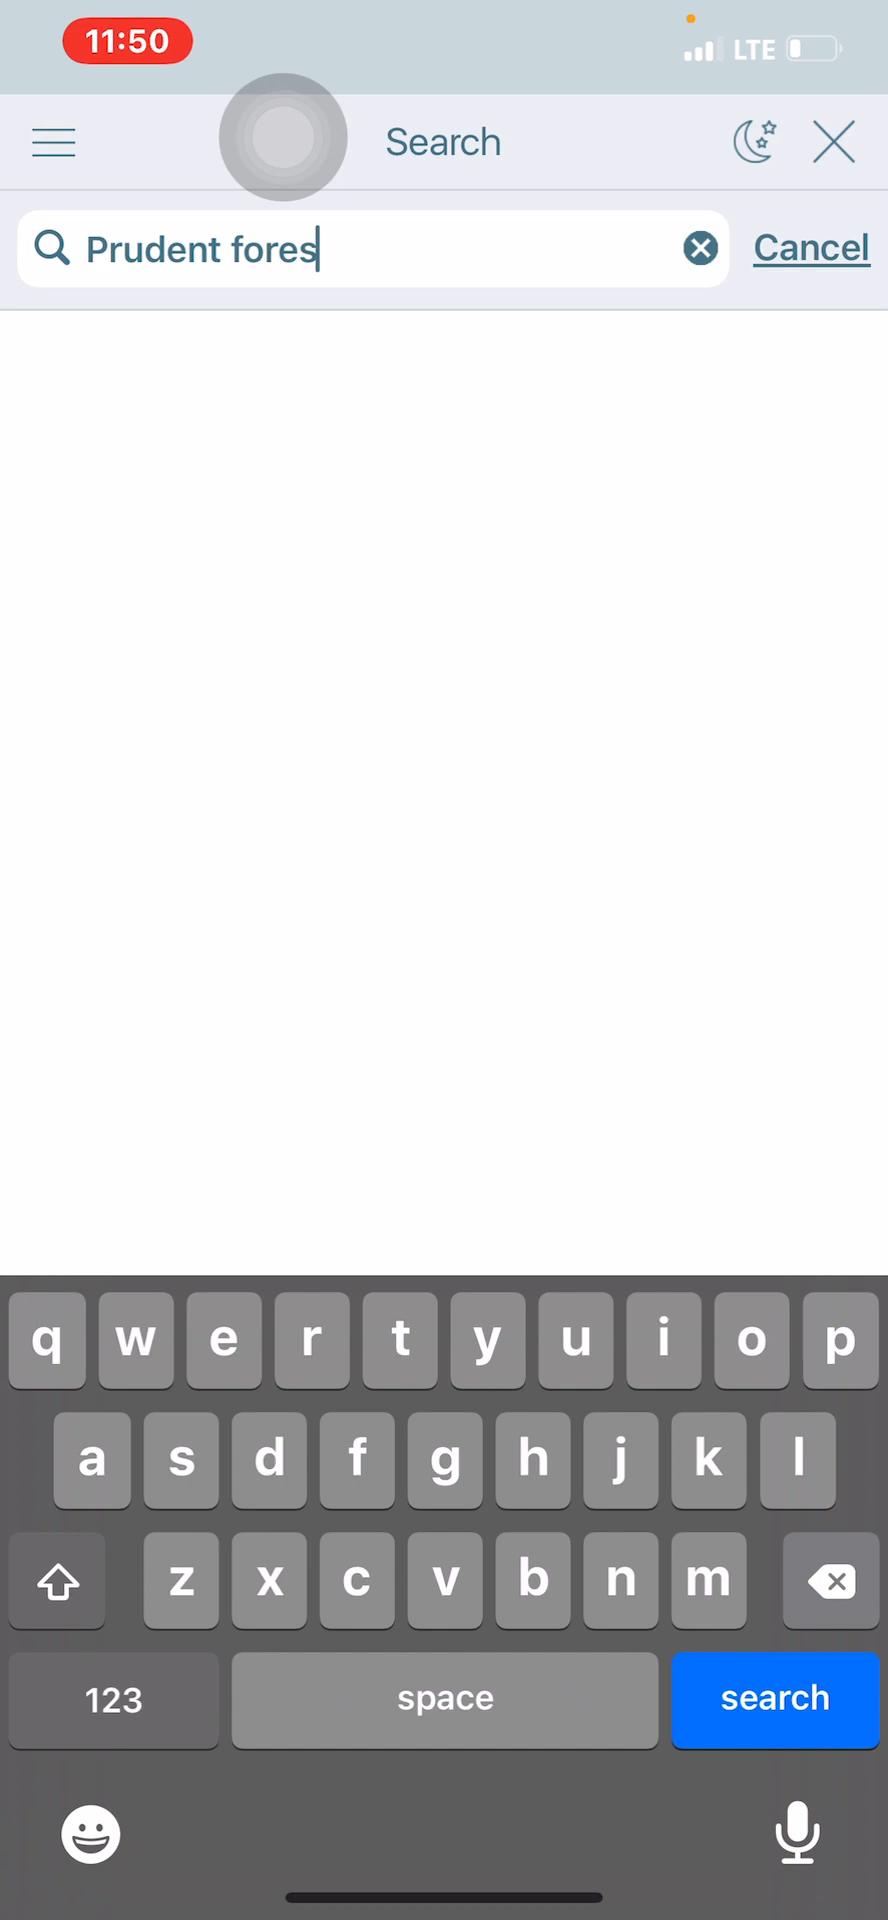 11:50 LTE
Search
Prudent fores Cancel
q w e r t y u i o p
a s d f g h j k l
z x c v b n m
123 space search